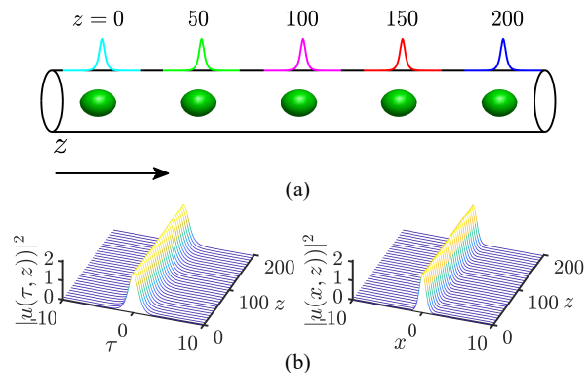 z = 0 50 100 150 200
z
(a)
|u(τ, z))|² 2 1 0 -10 0 10 τ 0 100 200 z
|u(x, z))|² 2 1 0 -10 0 10 x 0 100 200 z
(b)